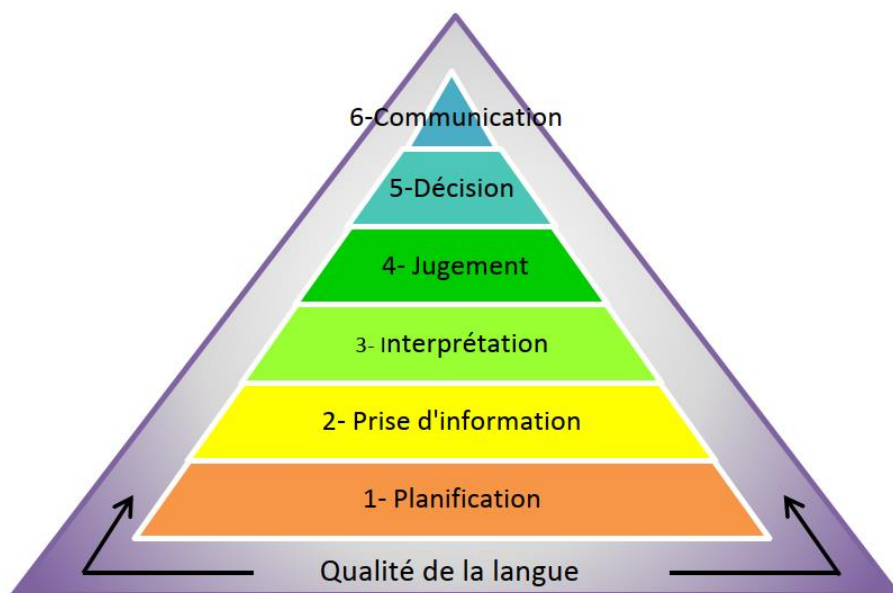 6-Communication
5-Décision
4- Jugement
3- Interprétation
2- Prise d'information
1- Planification
Qualité de la langue